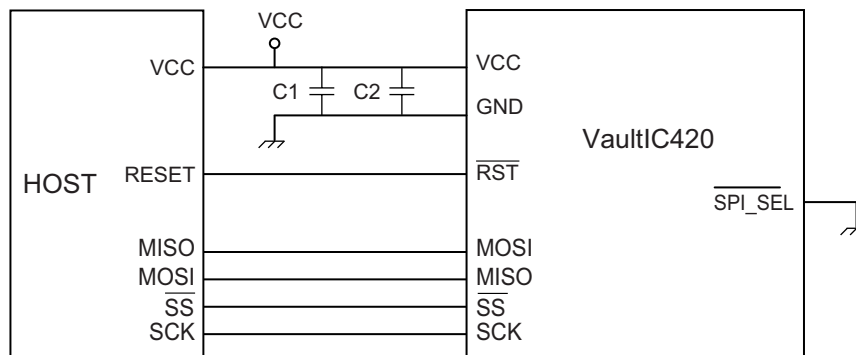 VCC
VCC
VCC
C1
C2
GND
VaultIC420
HOST
RESET
RST
SPI_SEL
MISO
MOSI
MOSI
MISO
SS
SS
SCK
SCK